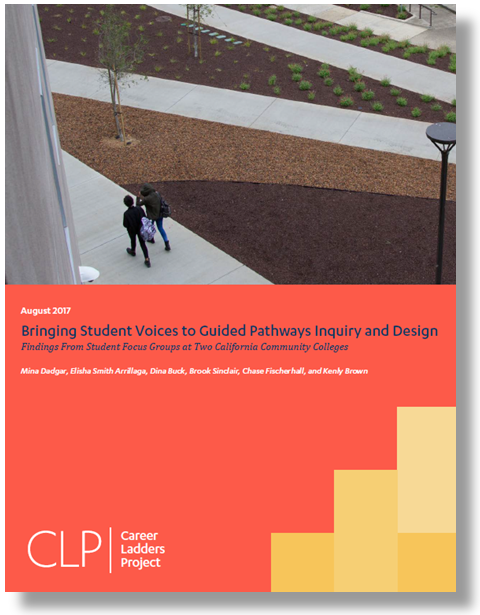 August 2017
Bringing Student Voices to Guided Pathways Inquiry and Design
Findings From Student Focus Groups at Two California Community Colleges
Mina Dadgar, Elisha Smith Arrillaga, Dina Buck, Brook Sinclair, Chase Fischerhall, and Kenly Brown
CLP
Career
Ladders
Project